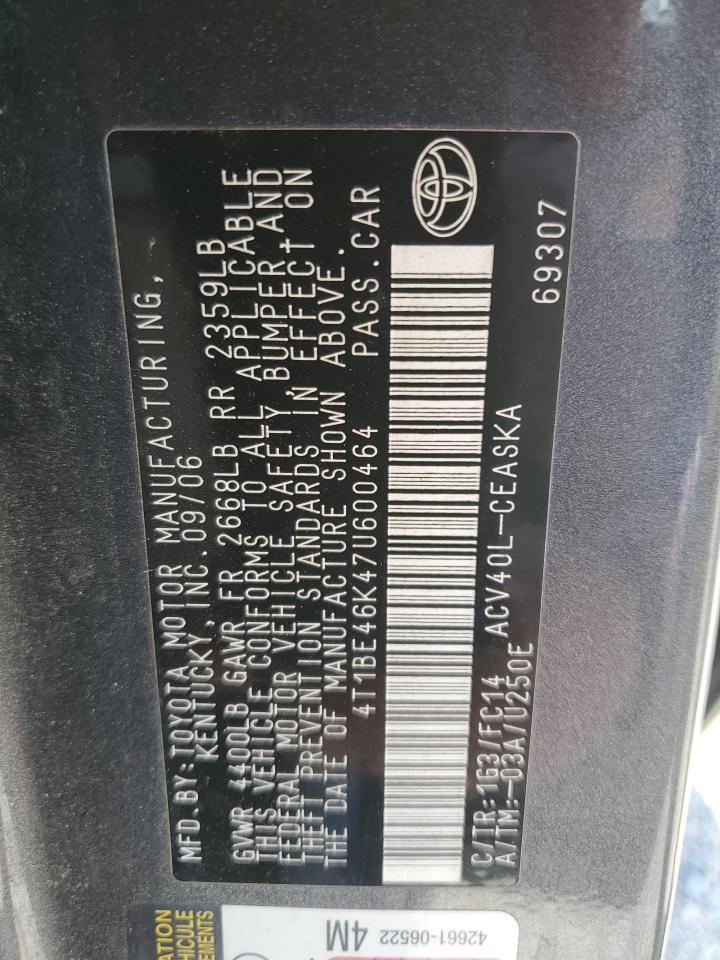 MFD.BY:TOYOTA MOTOR MANUFACTURING,
KENTUCKY, INC. 09/06
GVWR 4400LB GAWR FR 2668LB RR 2359LB
THIS VEHICLE CONFORMS TO ALL APPLICABLE
FEDERAL MOTOR VEHICLE SAFETY, BUMPER AND
THEFT PREVENTION STANDARDS IN EFFECT ON
THE DATE OF MANUFACTURE SHOWN ABOVE.
4T1BE46K47U600464 PASS.CAR
C/TR:1G3/FC14 ACV40L-CEASKA
A/TM:-03A/U250E
69307
4M
42661-06522